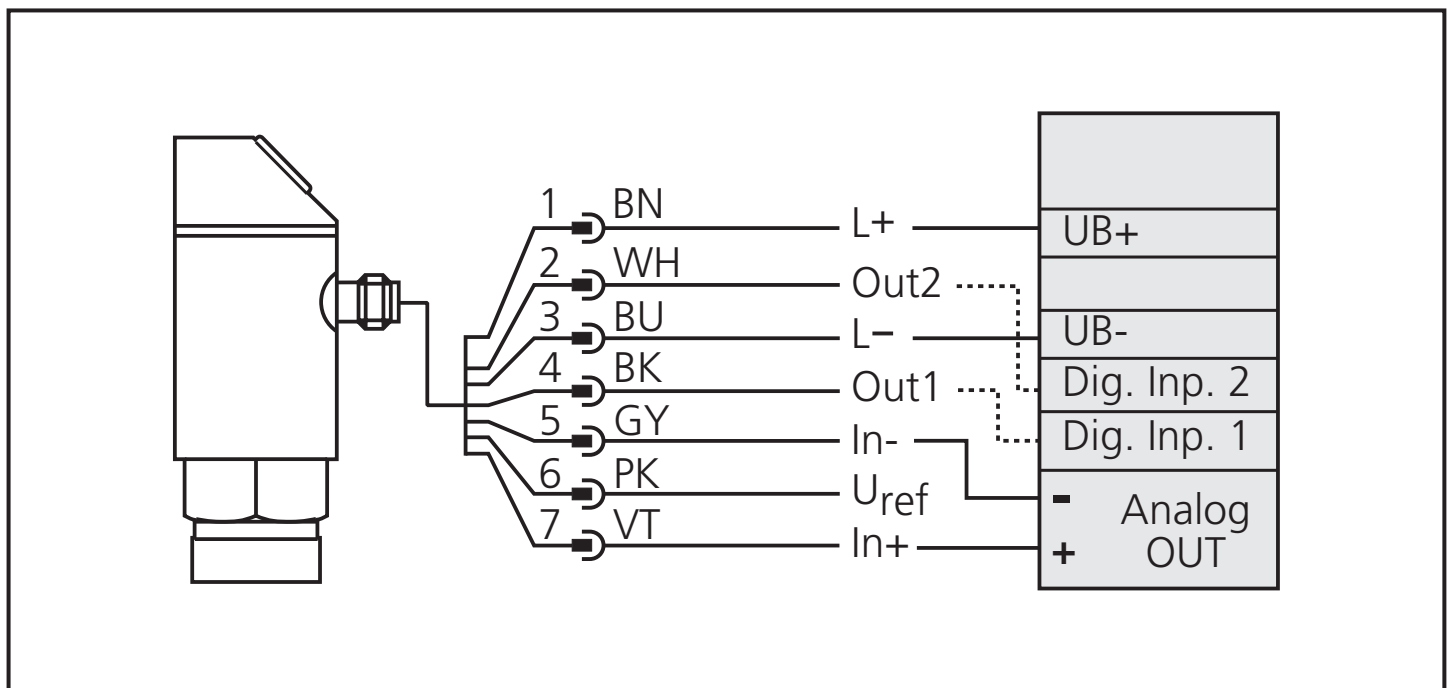 1 BN L+ UB+
2 WH Out2
3 BU L− UB-
4 BK Out1 Dig. Inp. 2
5 GY In- Dig. Inp. 1
6 PK Uref - Analog
7 VT In+ + OUT